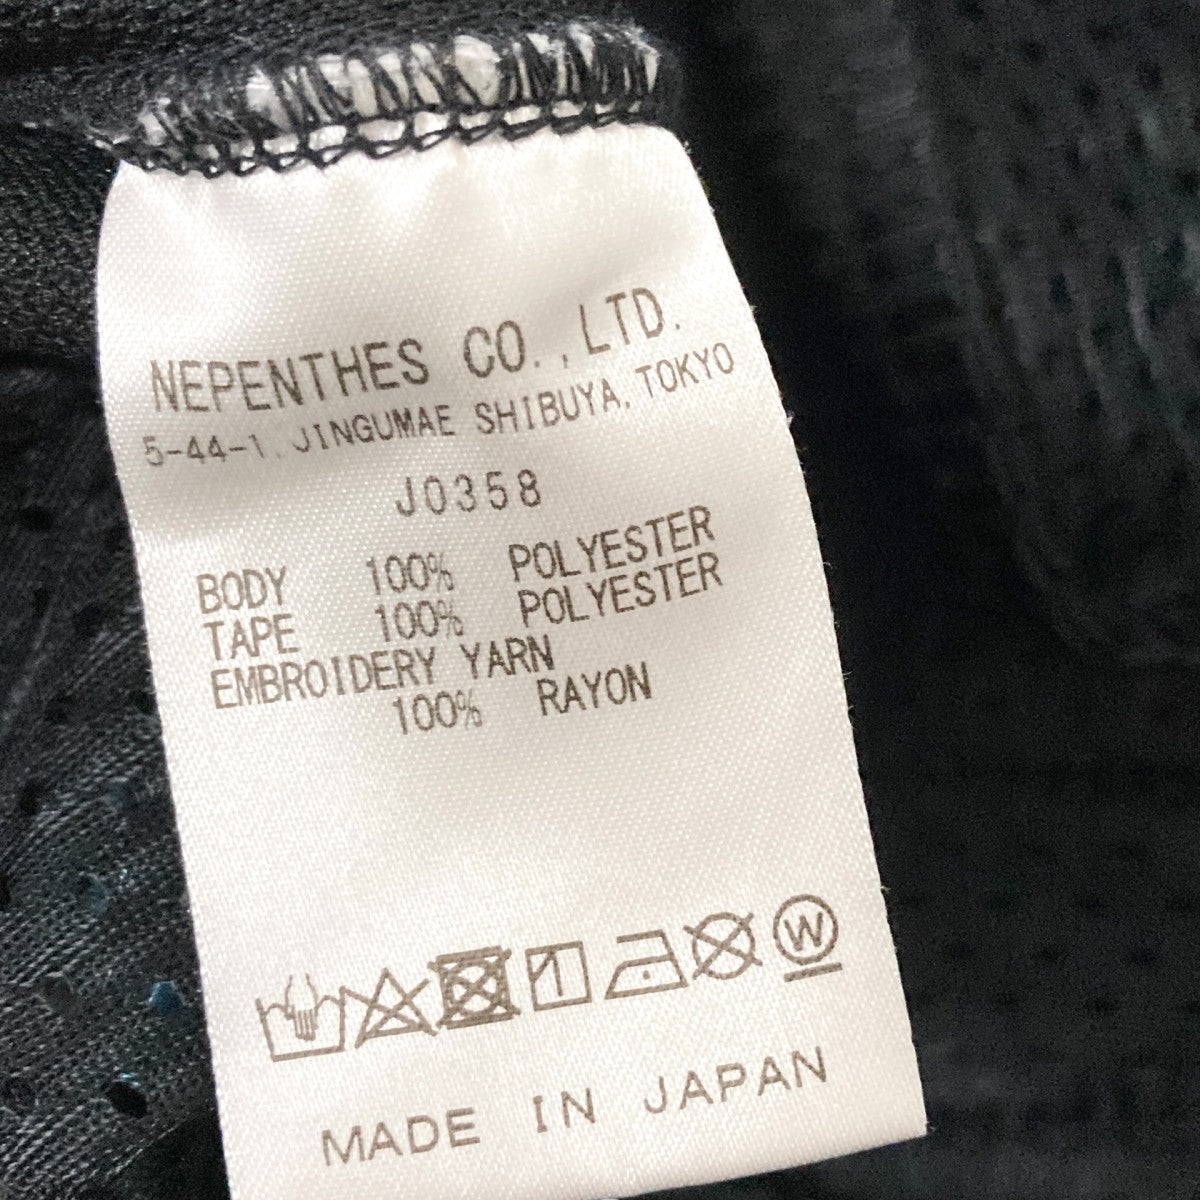 NEPENTHES CO.,LTD.
5-44-1, JINGUMAE SHIBUYA, TOKYO
J0358
BODY 100% POLYESTER
TAPE 100% POLYESTER
EMBROIDERY YARN
100% RAYON
W
MADE IN JAPAN